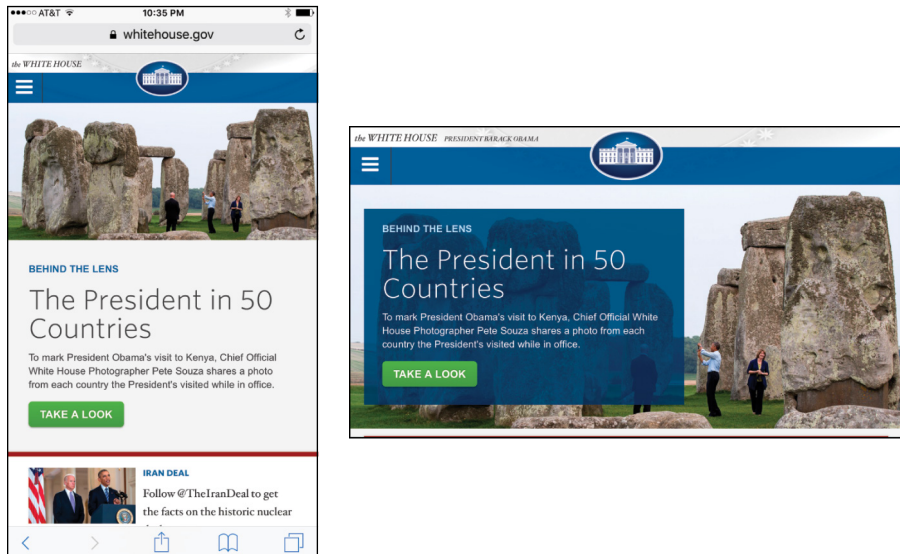 AT&T 10:35 PM
whitehouse.gov
the WHITE HOUSE
BEHIND THE LENS
The President in 50
Countries
To mark President Obama's visit to Kenya, Chief Official
White House Photographer Pete Souza shares a photo
from each country the President's visited while in office.
TAKE A LOOK
IRAN DEAL
Follow @TheIranDeal to get
the facts on the historic nuclear
the WHITE HOUSE PRESIDENT BARACK OBAMA
BEHIND THE LENS
The President in 50
Countries
To mark President Obama's visit to Kenya, Chief Official White
House Photographer Pete Souza shares a photo from each
country the President's visited while in office.
TAKE A LOOK